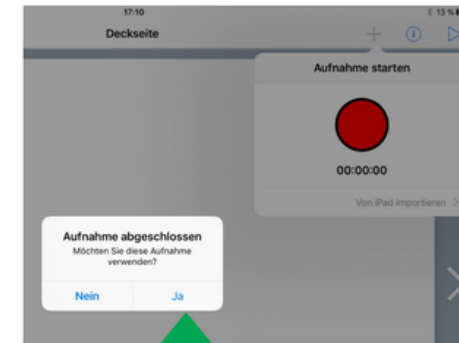 17:10
13 %
Deckseite
Aufnahme starten
00:00:00
Von iPad importieren
Aufnahme abgeschlossen
Möchten Sie diese Aufnahme
verwenden?
Nein
Ja